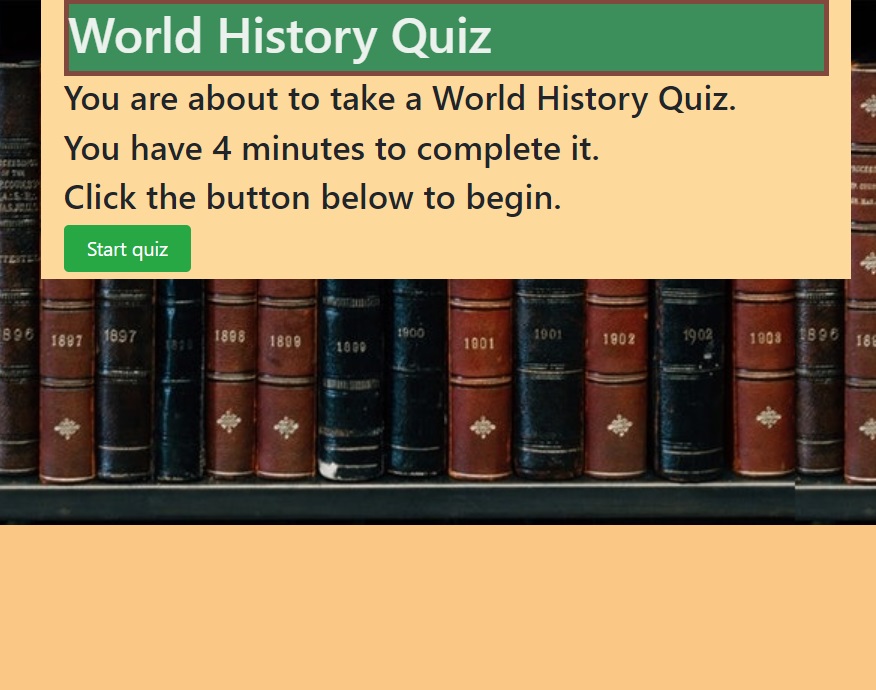 World History Quiz
You are about to take a World History Quiz.
You have 4 minutes to complete it.
Click the button below to begin.
Start quiz
1896 1897 1897 1898 1899 1899 1900 1901 1901 1902 1902 1903 1896